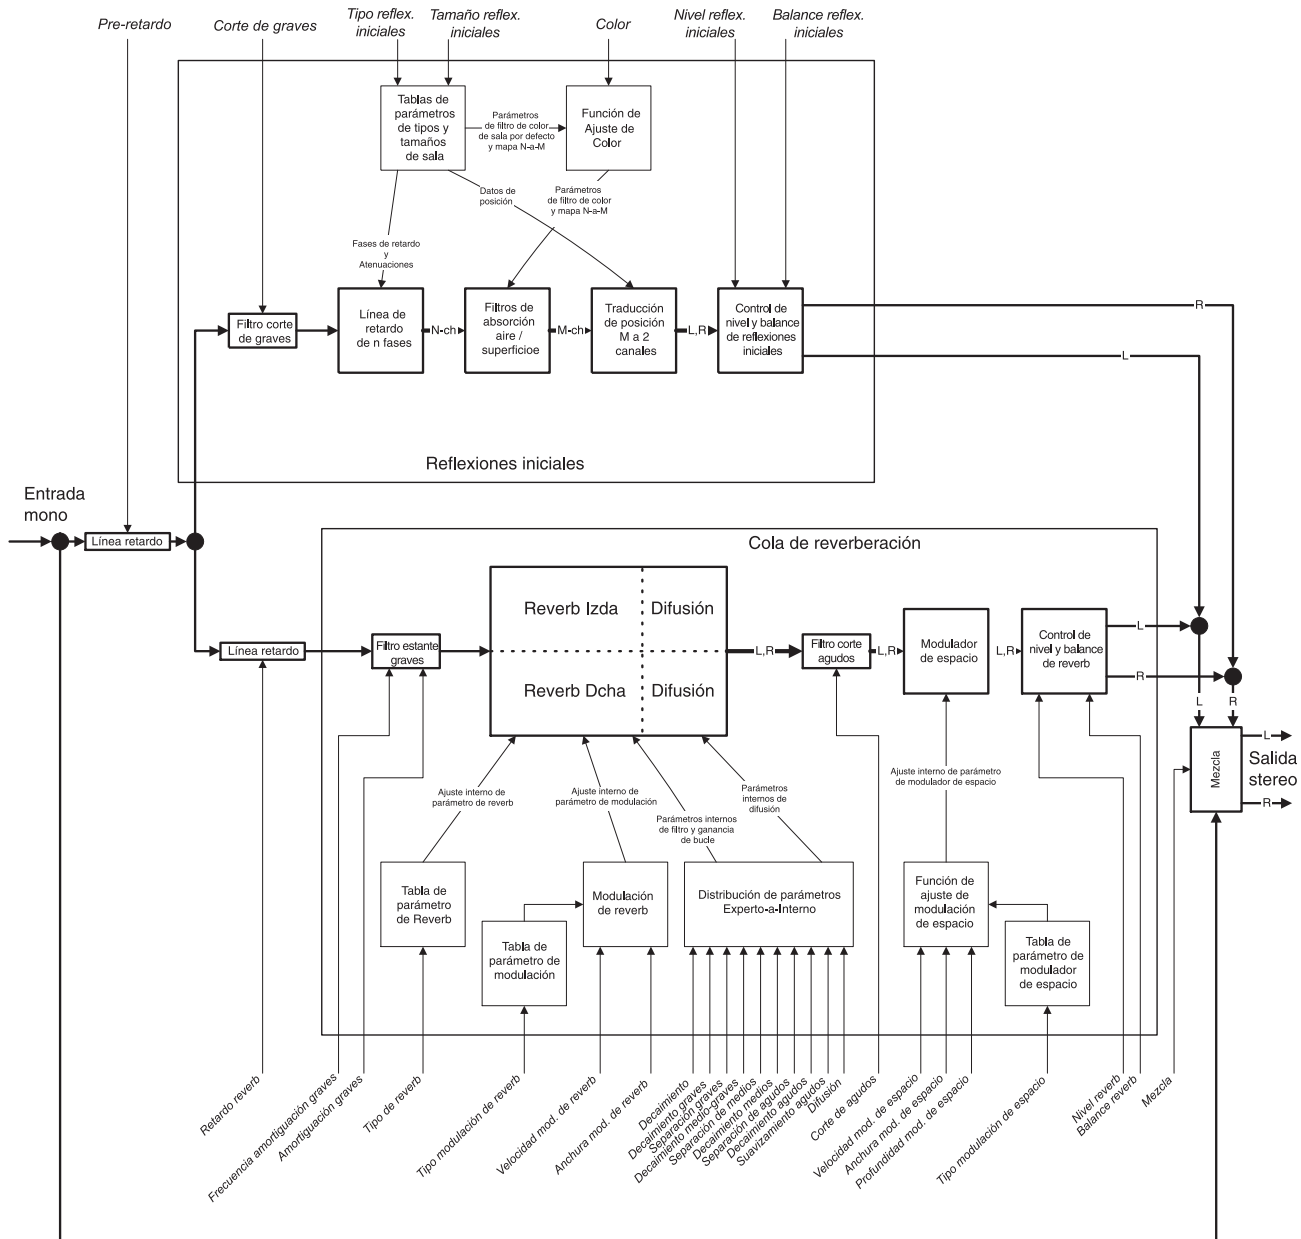 Pre-retardo
Corte de graves
Tipo reflex.
iniciales
Tamaño reflex.
iniciales
Color
Nivel reflex.
iniciales
Balance reflex.
iniciales
Tablas de
parámetros
de tipos y
tamaños
de sala
Parámetros
de filtro de color
de sala por defecto
y mapa N-a-M
Función de
Ajuste de
Color
Datos de
posición
Parámetros
de filtro de color
y mapa N-a-M
Fases de retardo
y
Atenuaciones
Filtro corte
de graves
Línea de
retardo
de n fases
N-ch
Filtros de
absorción
aire /
superficioe
M-ch
Traducción
de posición
M a 2
canales
L,R
Control de
nivel y balance
de reflexiones
iniciales
R
L
Reflexiones iniciales
Entrada
mono
Línea retardo
Cola de reverberación
Línea retardo
Filtro estante
graves
Reverb Izda
Difusión
Reverb Dcha
Difusión
L,R
Filtro corte
agudos
L,R
Modulador
de espacio
L,R
Control de
nivel y balance
de reverb
L
R
L
R
Mezcla
L
Salida
stereo
R
Ajuste interno de
parámetro de reverb
Ajuste interno de
parámetro de modulación
Parámetros internos
de filtro y ganancia
de bucle
Parámetros
internos de
difusión
Ajuste interno de parámetro
de modulador de espacio
Tabla de
parámetro
de Reverb
Tabla de
parámetro de
modulación
Modulación
de reverb
Distribución de parámetros
Experto-a-Interno
Función de
ajuste de
modulación
de espacio
Tabla de
parámetro de
modulador
de espacio
Retardo reverb
Frecuencia amortiguación graves
Amortiguación graves
Tipo de reverb
Tipo modulación de reverb
Velocidad mod. de reverb
Anchura mod. de reverb
Decaimiento
Decaimiento graves
Separación graves
Decaimiento medio-graves
Separación de medios
Decaimiento medios
Separación de agudos
Decaimiento agudos
Suavizamiento agudos
Difusión
Corte de agudos
Velocidad mod. de espacio
Anchura mod. de espacio
Profundidad mod. de espacio
Tipo modulación de espacio
Nivel reverb
Balance reverb
Mezcla